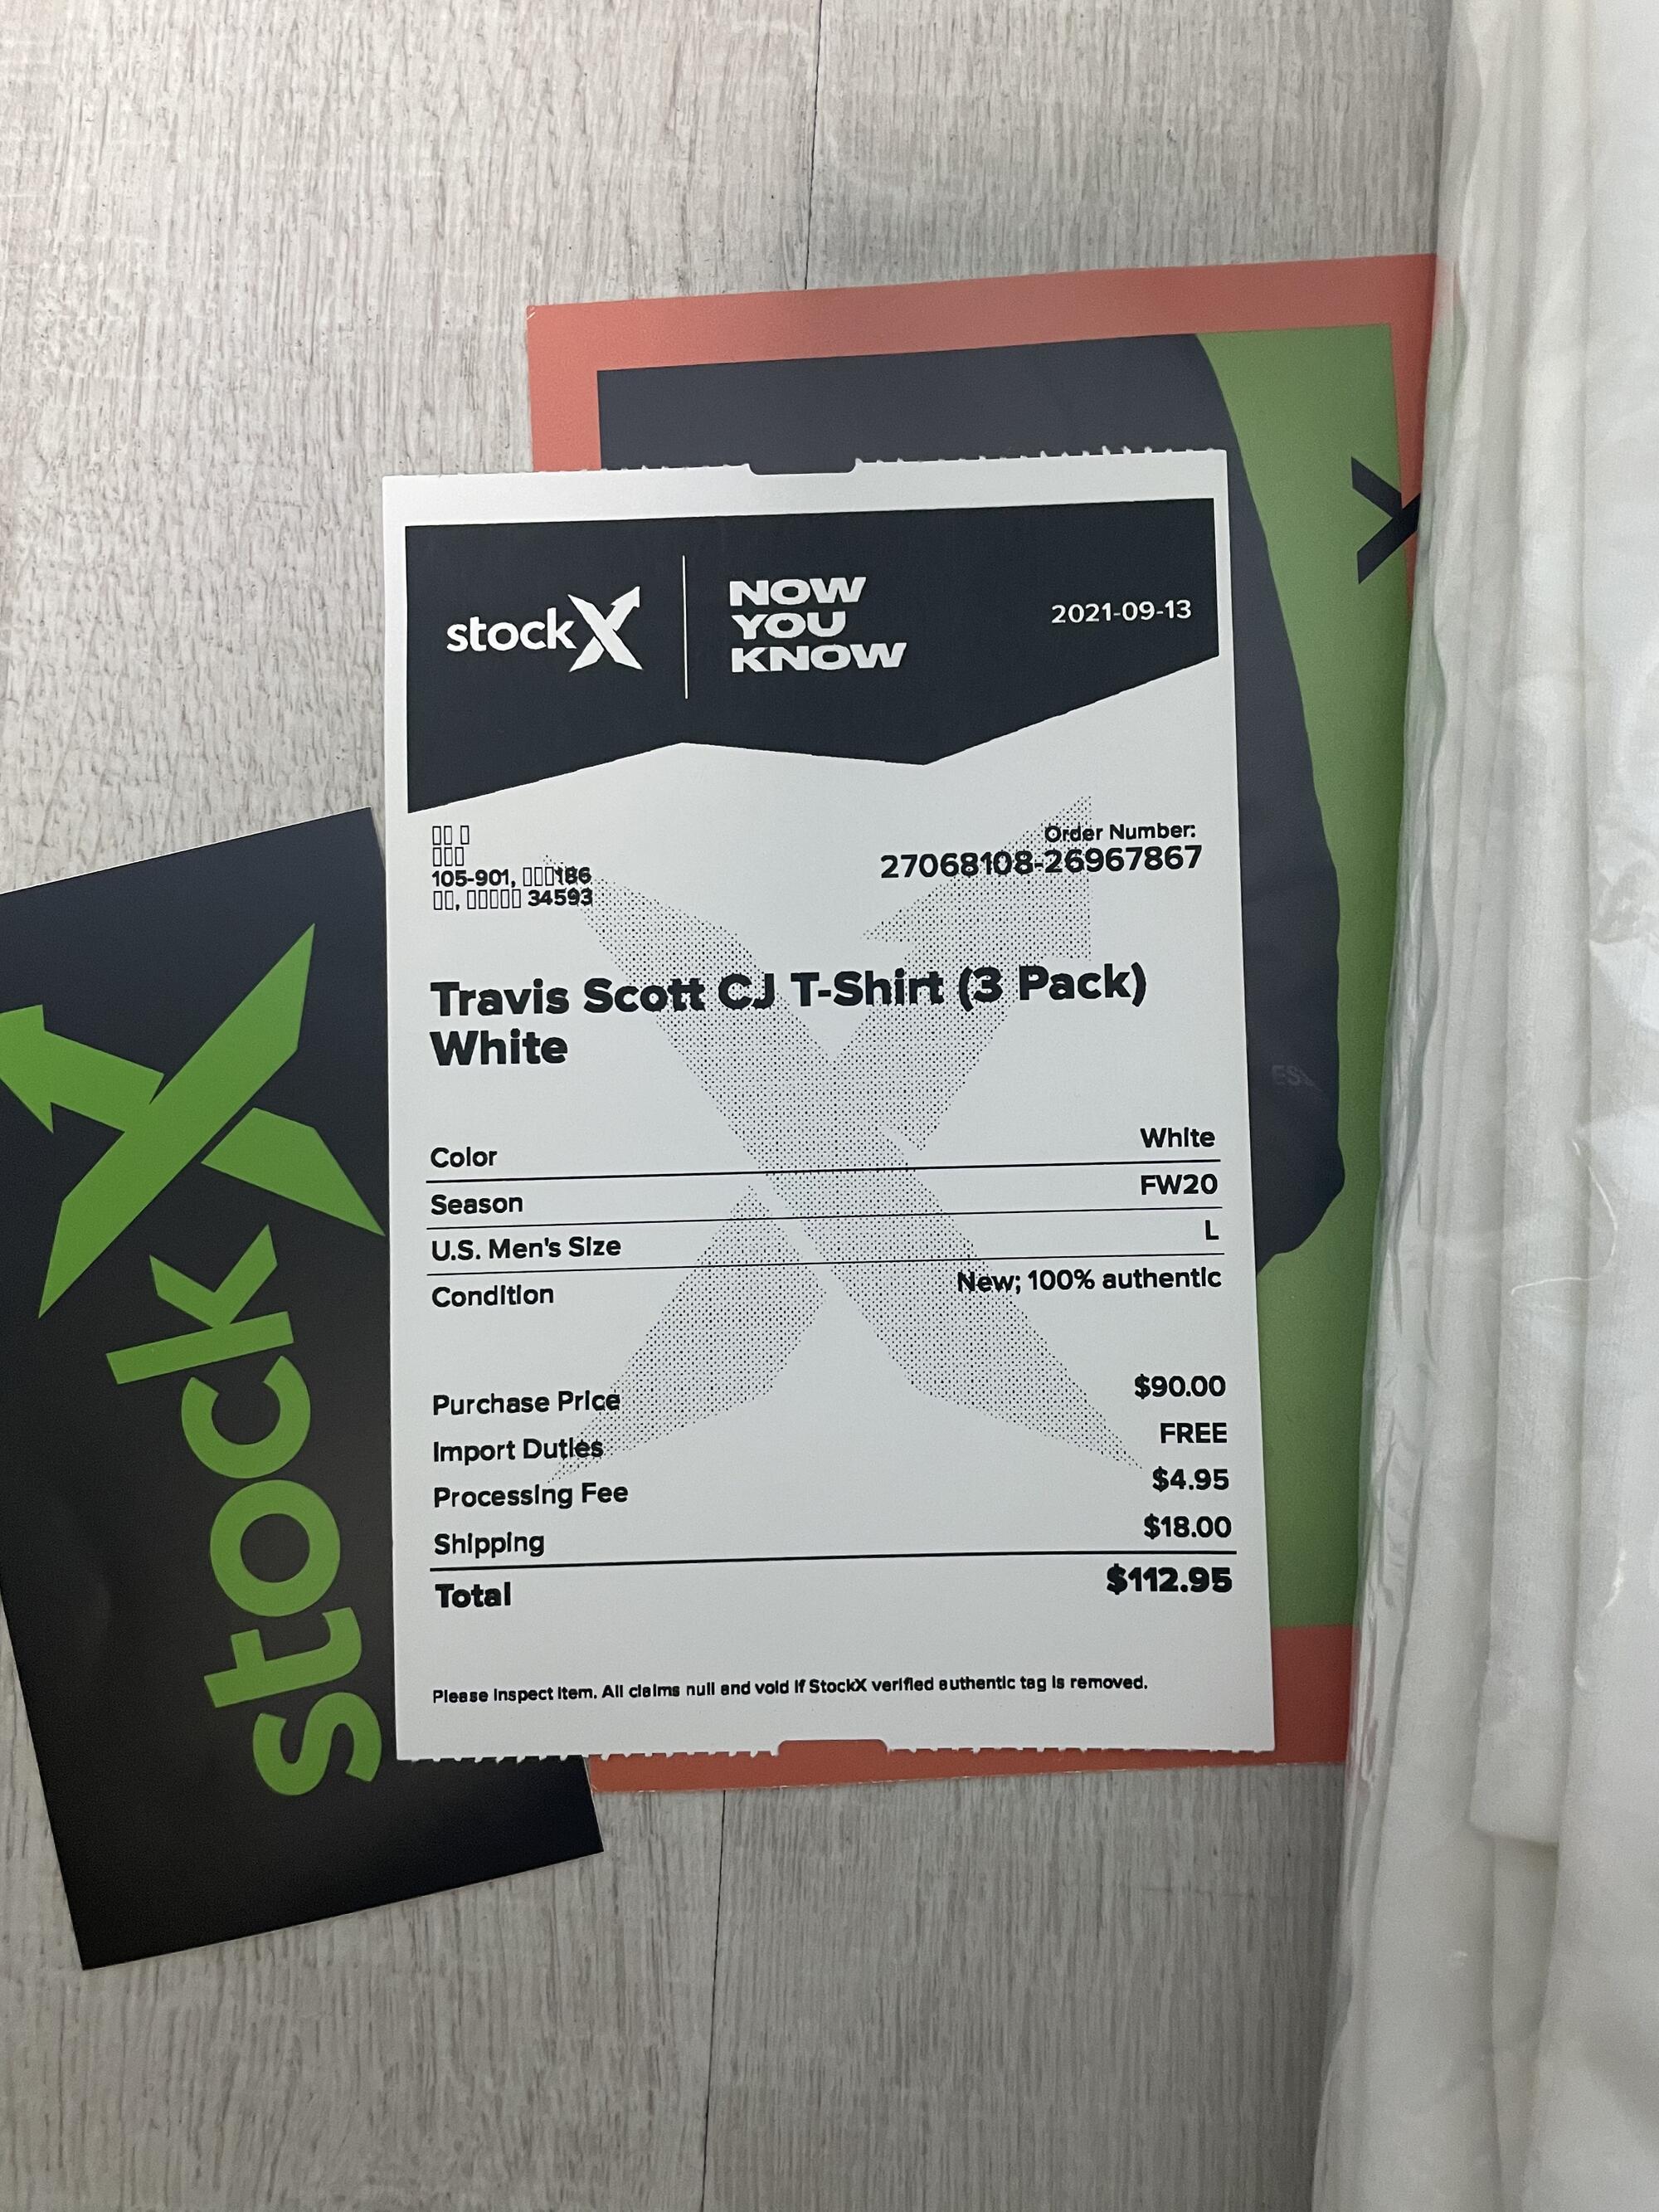 stockX
NOW
YOU
KNOW
2021-09-13
▯▯ ▯
▯▯▯
105-901, ▯▯▯186
▯▯, ▯▯▯▯▯ 34593
Order Number:
27068108-26967867
Travis Scott CJ T-Shirt (3 Pack)
White
Color White
Season FW20
U.S. Men's Size L
Condition New; 100% authentic
Purchase Price $90.00
Import Duties FREE
Processing Fee $4.95
Shipping $18.00
Total $112.95
Please inspect item. All claims null and void if StockX verified authentic tag is removed.
stockX
X